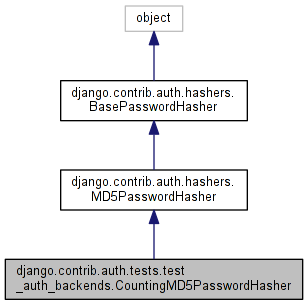 object
django.contrib.auth.hashers.
BasePasswordHasher
django.contrib.auth.hashers.
MD5PasswordHasher
django.contrib.auth.tests.test
_auth_backends.CountingMD5PasswordHasher